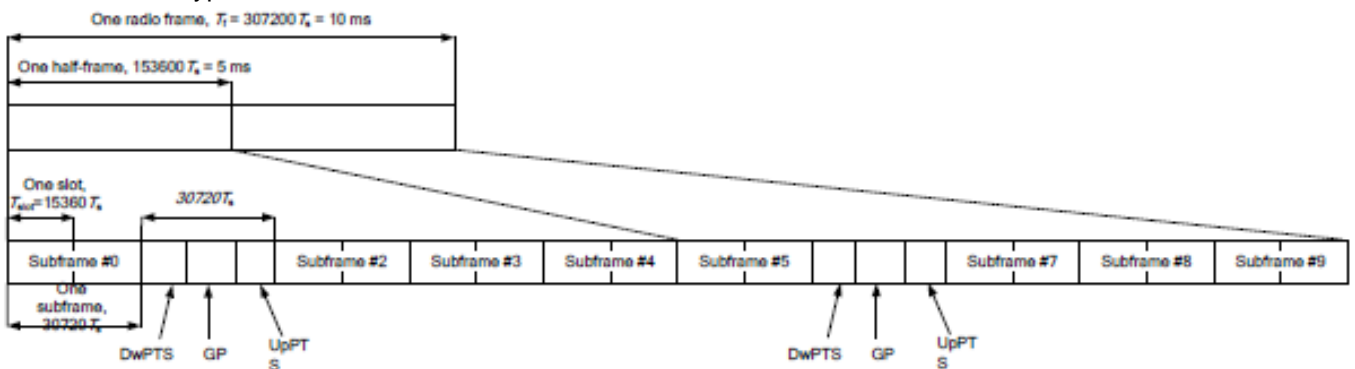 One radio frame, Tf = 307200 Ts = 10 ms
One half-frame, 153600 Ts = 5 ms
One slot,
Tslot=15360 Ts
30720Ts
Subframe #0
Subframe #2
Subframe #3
Subframe #4
Subframe #5
Subframe #7
Subframe #8
Subframe #9
One
subframe,
30720 Ts
DwPTS
GP
UpPT
S
DwPTS
GP
UpPT
S